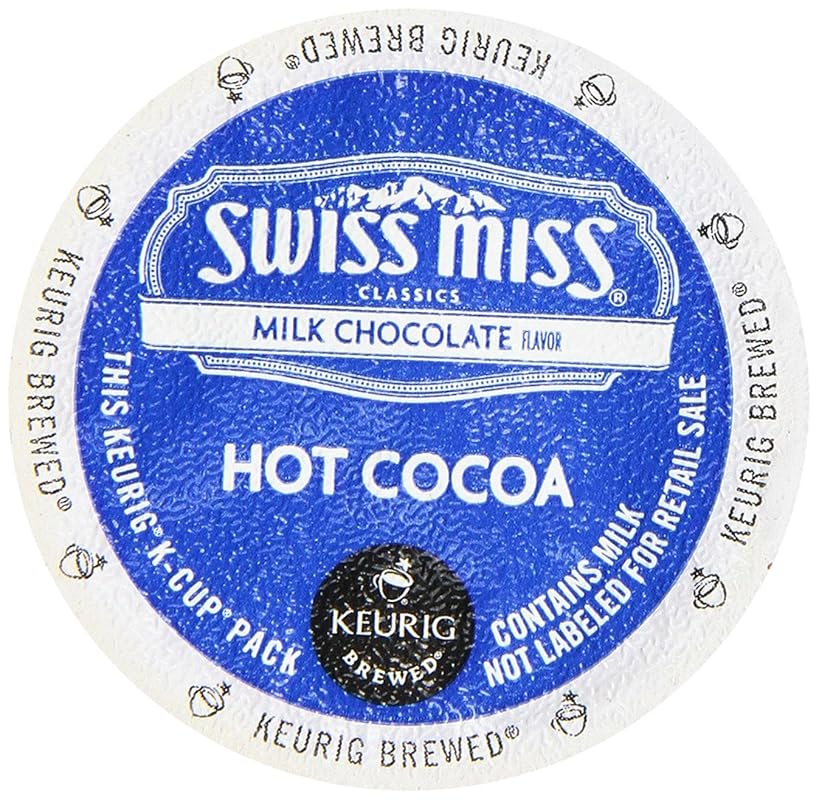 KEURIG BREWED®
KEURIG BREWED®
KEURIG BREWED®
KEURIG BREWED®
SWISS MISS®
CLASSICS
MILK CHOCOLATE FLAVOR
HOT COCOA
THIS KEURIG® K-CUP® PACK
CONTAINS MILK
NOT LABELED FOR RETAIL SALE
KEURIG
BREWED®